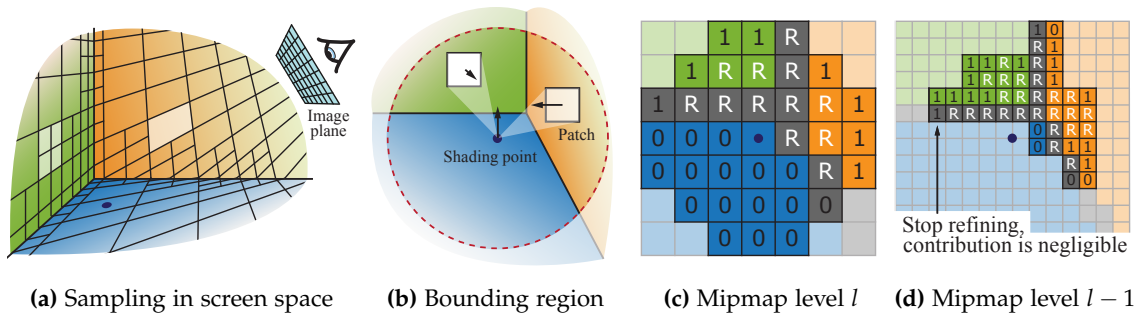 Image
plane
Shading point
Patch
1 1 R
1 R R R 1
1 R R R R R 1
0 0 0 R R 1
0 0 0 0 0 R 1
0 0 0 0 0
0 0 0
1 0
R 1
1 1 R 1 R 1
1 R R R R 1
1 1 1 1 R R R R R 1
1 R R R R R R R R R
0 R R R
0 R 1 1
R 1
0 0
Stop refining,
contribution is negligible
(a) Sampling in screen space
(b) Bounding region
(c) Mipmap level l
(d) Mipmap level l − 1